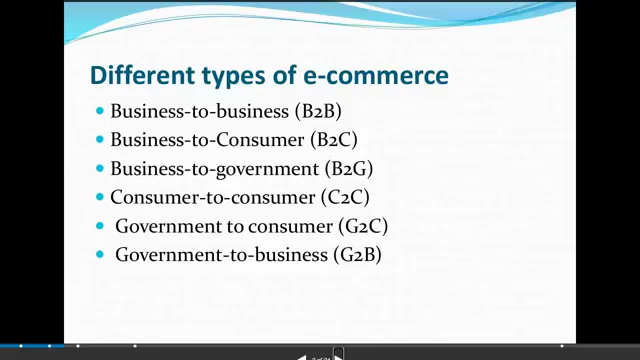 Different types of e-commerce
Business-to-business (B2B)
Business-to-Consumer (B2C)
Business-to-government (B2G)
Consumer-to-consumer (C2C)
Government to consumer (G2C)
Government-to-business (G2B)